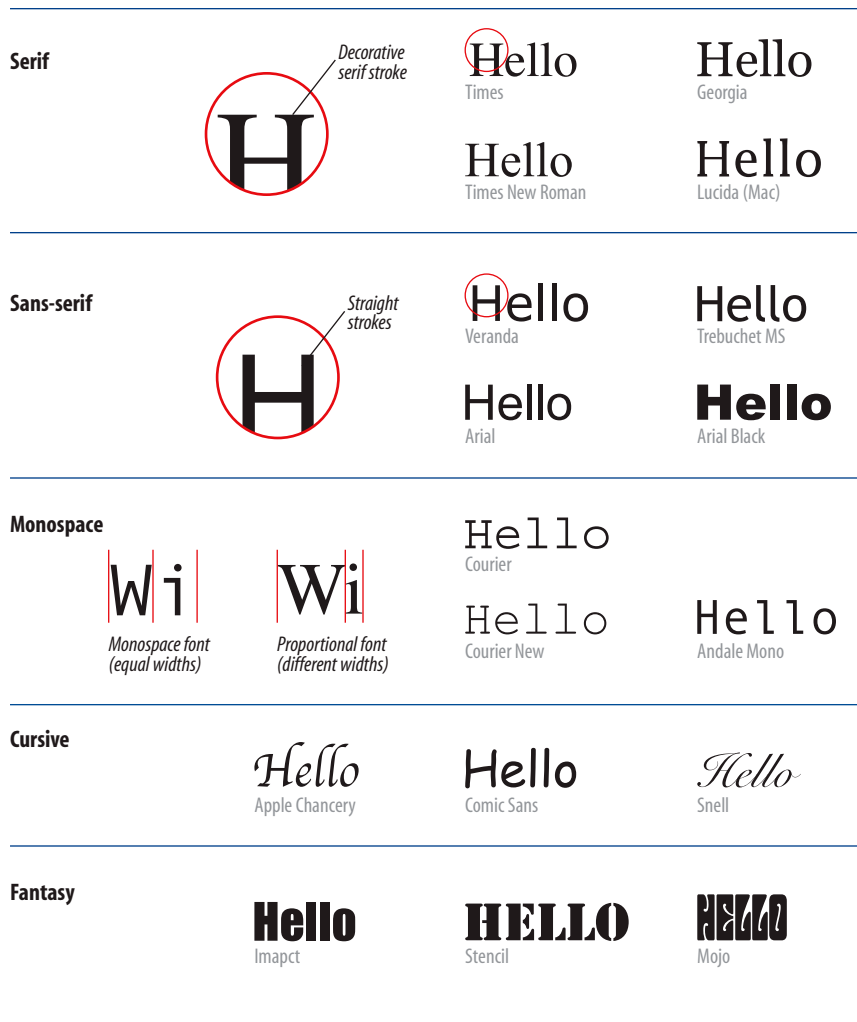 Serif
Decorative
serif stroke
H
Hello
Times
Hello
Georgia
Hello
Times New Roman
Hello
Lucida (Mac)
Sans-serif
Straight
strokes
H
Hello
Veranda
Hello
Trebuchet MS
Hello
Arial
Hello
Arial Black
Monospace
Wi
Monospace font
(equal widths)
Wi
Proportional font
(different widths)
Hello
Courier
Hello
Courier New
Hello
Andale Mono
Cursive
Hello
Apple Chancery
Hello
Comic Sans
Hello
Snell
Fantasy
Hello
Imapct
HELLO
Stencil
HELLO
Mojo